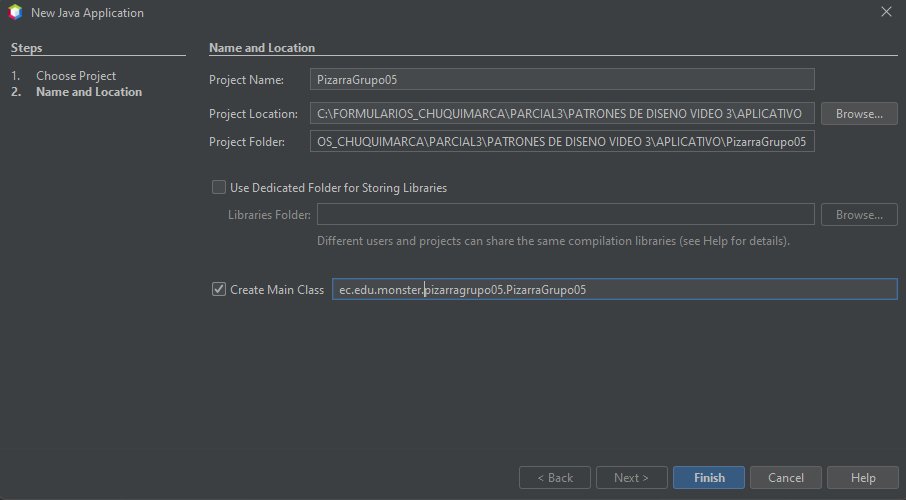 New Java Application
Steps
1. Choose Project
2. Name and Location
Name and Location
Project Name: PizarraGrupo05
Project Location: C:\FORMULARIOS_CHUQUIMARCA\PARCIAL3\PATRONES DE DISENO VIDEO 3\APLICATIVO Browse...
Project Folder: OS_CHUQUIMARCA\PARCIAL3\PATRONES DE DISENO VIDEO 3\APLICATIVO\PizarraGrupo05
Use Dedicated Folder for Storing Libraries
Libraries Folder: Browse...
Different users and projects can share the same compilation libraries (see Help for details).
Create Main Class ec.edu.monster.pizarragrupo05.PizarraGrupo05
< Back Next > Finish Cancel Help